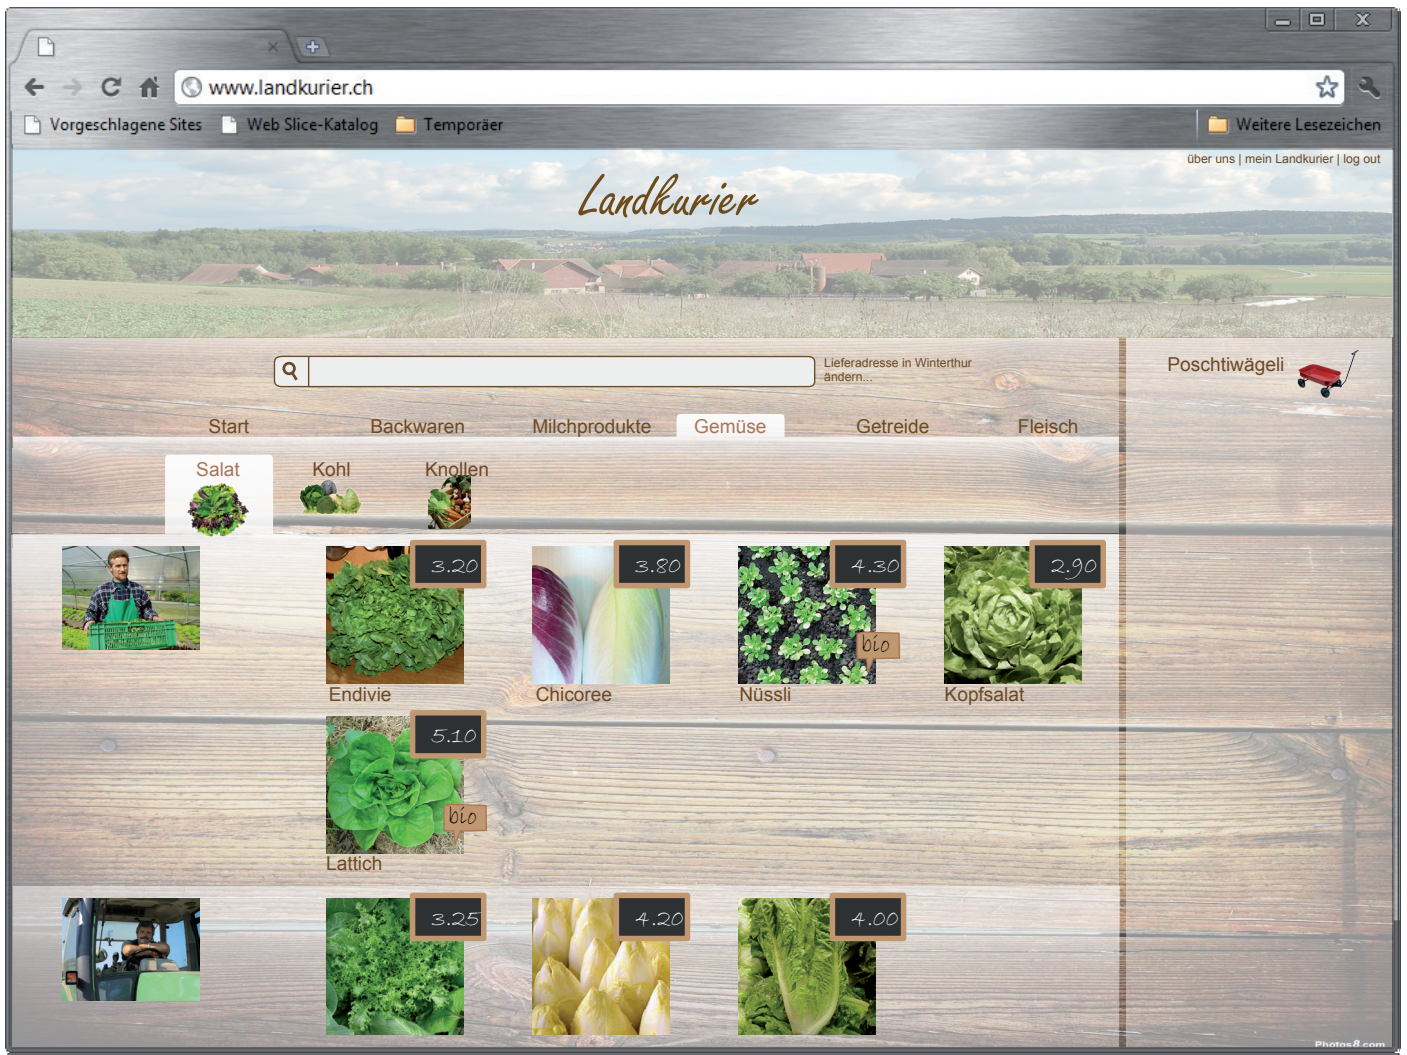 www.landkurier.ch
Vorgeschlagene Sites Web Slice-Katalog Temporäer Weitere Lesezeichen
über uns | mein Landkurier | log out
Landkurier
Lieferadresse in Winterthur
ändern...
Poschtiwägeli
Start Backwaren Milchprodukte Gemüse Getreide Fleisch
Salat Kohl Knollen
3.20 3.80 4.30 2.90
bio
Endivie Chicoree Nüssli Kopfsalat
5.10
bio
Lattich
3.25 4.20 4.00
Photos8.com